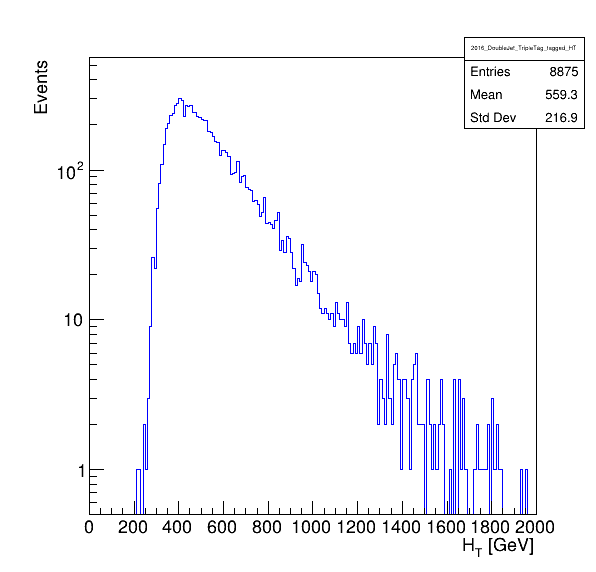 2016_DoubleJet_TripleTag_tagged_HT
Entries 8875
Mean 559.3
Std Dev 216.9
Events
10²
10
1
0 200 400 600 800 1000 1200 1400 1600 1800 2000
H_T [GeV]